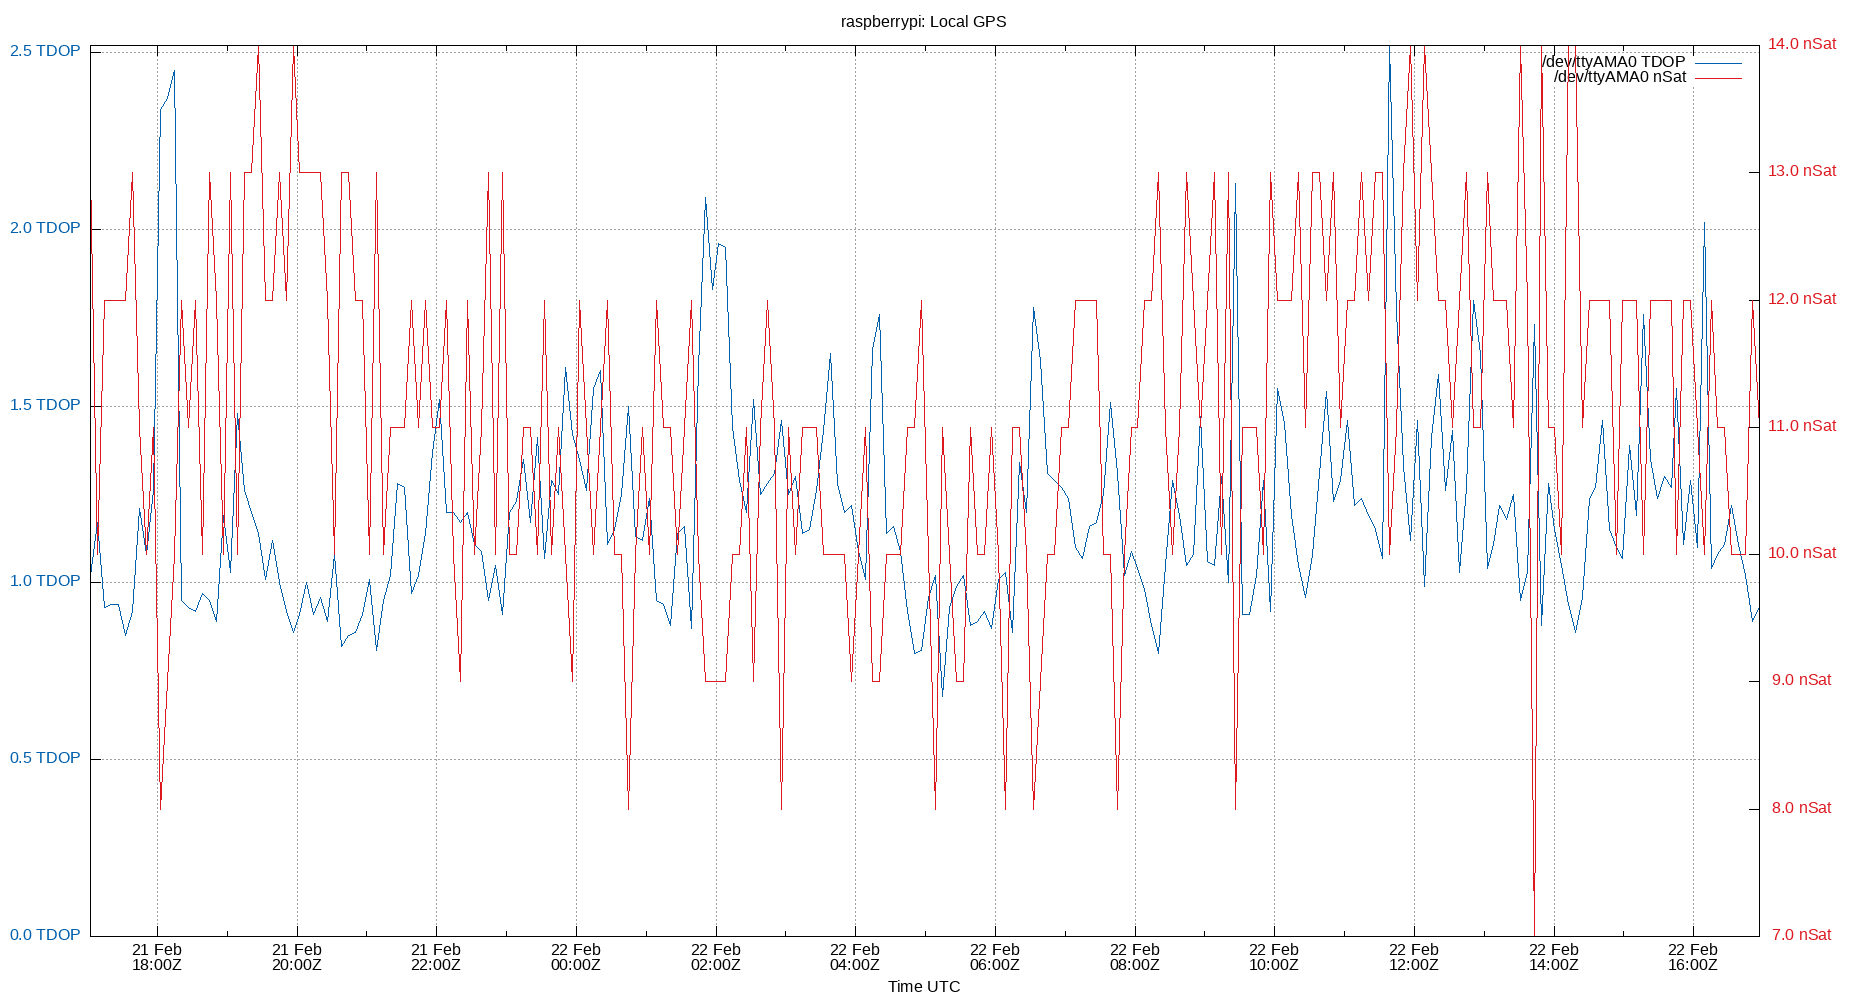 raspberrypi: Local GPS
2.5 TDOP
2.0 TDOP
1.5 TDOP
1.0 TDOP
0.5 TDOP
0.0 TDOP
14.0 nSat
13.0 nSat
12.0 nSat
11.0 nSat
10.0 nSat
9.0 nSat
8.0 nSat
7.0 nSat
/dev/ttyAMA0 TDOP
/dev/ttyAMA0 nSat
21 Feb
18:00Z
21 Feb
20:00Z
21 Feb
22:00Z
22 Feb
00:00Z
22 Feb
02:00Z
22 Feb
04:00Z
22 Feb
06:00Z
22 Feb
08:00Z
22 Feb
10:00Z
22 Feb
12:00Z
22 Feb
14:00Z
22 Feb
16:00Z
Time UTC